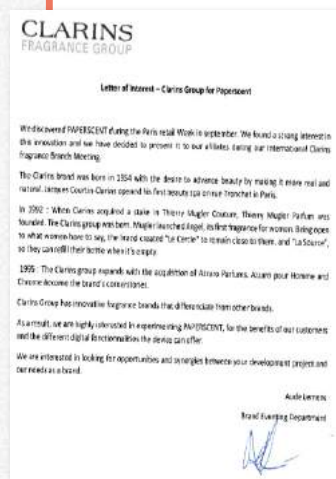 CLARINS
FRAGRANCE GROUP
Letter of Interest – Clarins Group for Paperscent
We discovered PAPERSCENT during the Paris retail Week in september. We found a strong interest in
this innovation and we have decided to present it to our affiliates during our International Clarins
fragrance Brands Meeting.
The Clarins brand was born in 1954 with the desire to advance beauty by making it more real and
natural. Jacques Courtin-Clarins opened his first beauty spa on rue Tronchet in Paris.
In 1992 : When Clarins acquired a stake in Thierry Mugler Couture, Thierry Mugler Parfum was
founded. The Clarins group was born. Mugler launched Angel, its first fragrance for women. Being open
to what women have to say, the brand created "Le Cercle" to remain close to them, and "La Source",
so they can refill their bottle when it's empty.
1995 : The Clarins group expands with the acquisition of Azzaro Parfums. Azzaro pour Homme and
Chrome become the brand's cornerstones.
Clarins Group has innovative fragrance brands that differenciate from other brands.
As a result, we are highly interested in experimenting PAPERSCENT, for the benefits of our customers
and the different digital fonctionnalities the device can offer.
We are interested in looking for opportunities and synergies between your development project and
our needs as a brand.
Aude
Brand Eventing Department